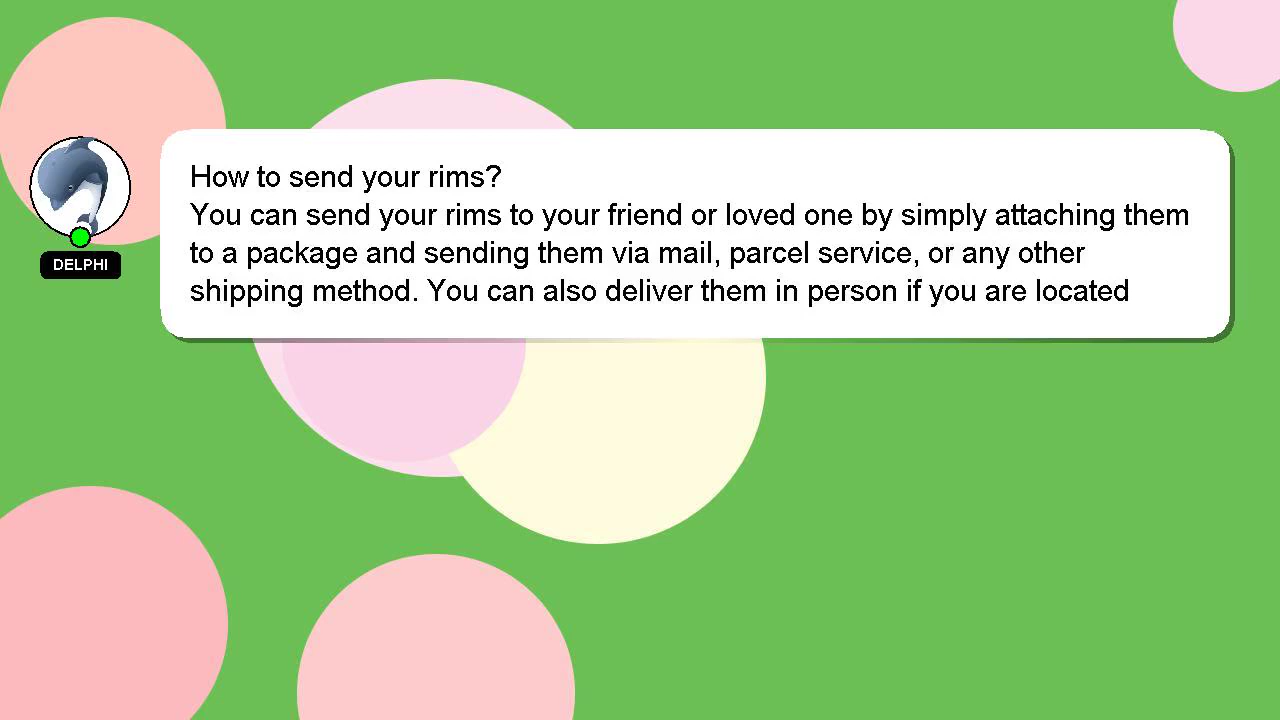 How to send your rims?
You can send your rims to your friend or loved one by simply attaching them
to a package and sending them via mail, parcel service, or any other
shipping method. You can also deliver them in person if you are located
DELPHI